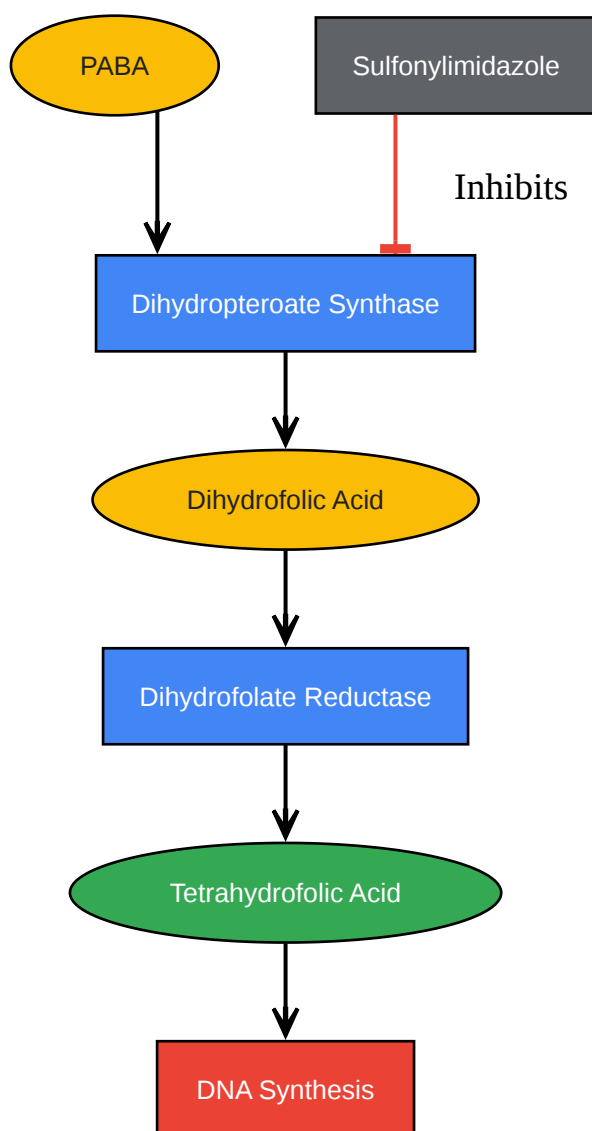 PABA
Sulfonylimidazole
Inhibits
Dihydropteroate Synthase
Dihydrofolic Acid
Dihydrofolate Reductase
Tetrahydrofolic Acid
DNA Synthesis